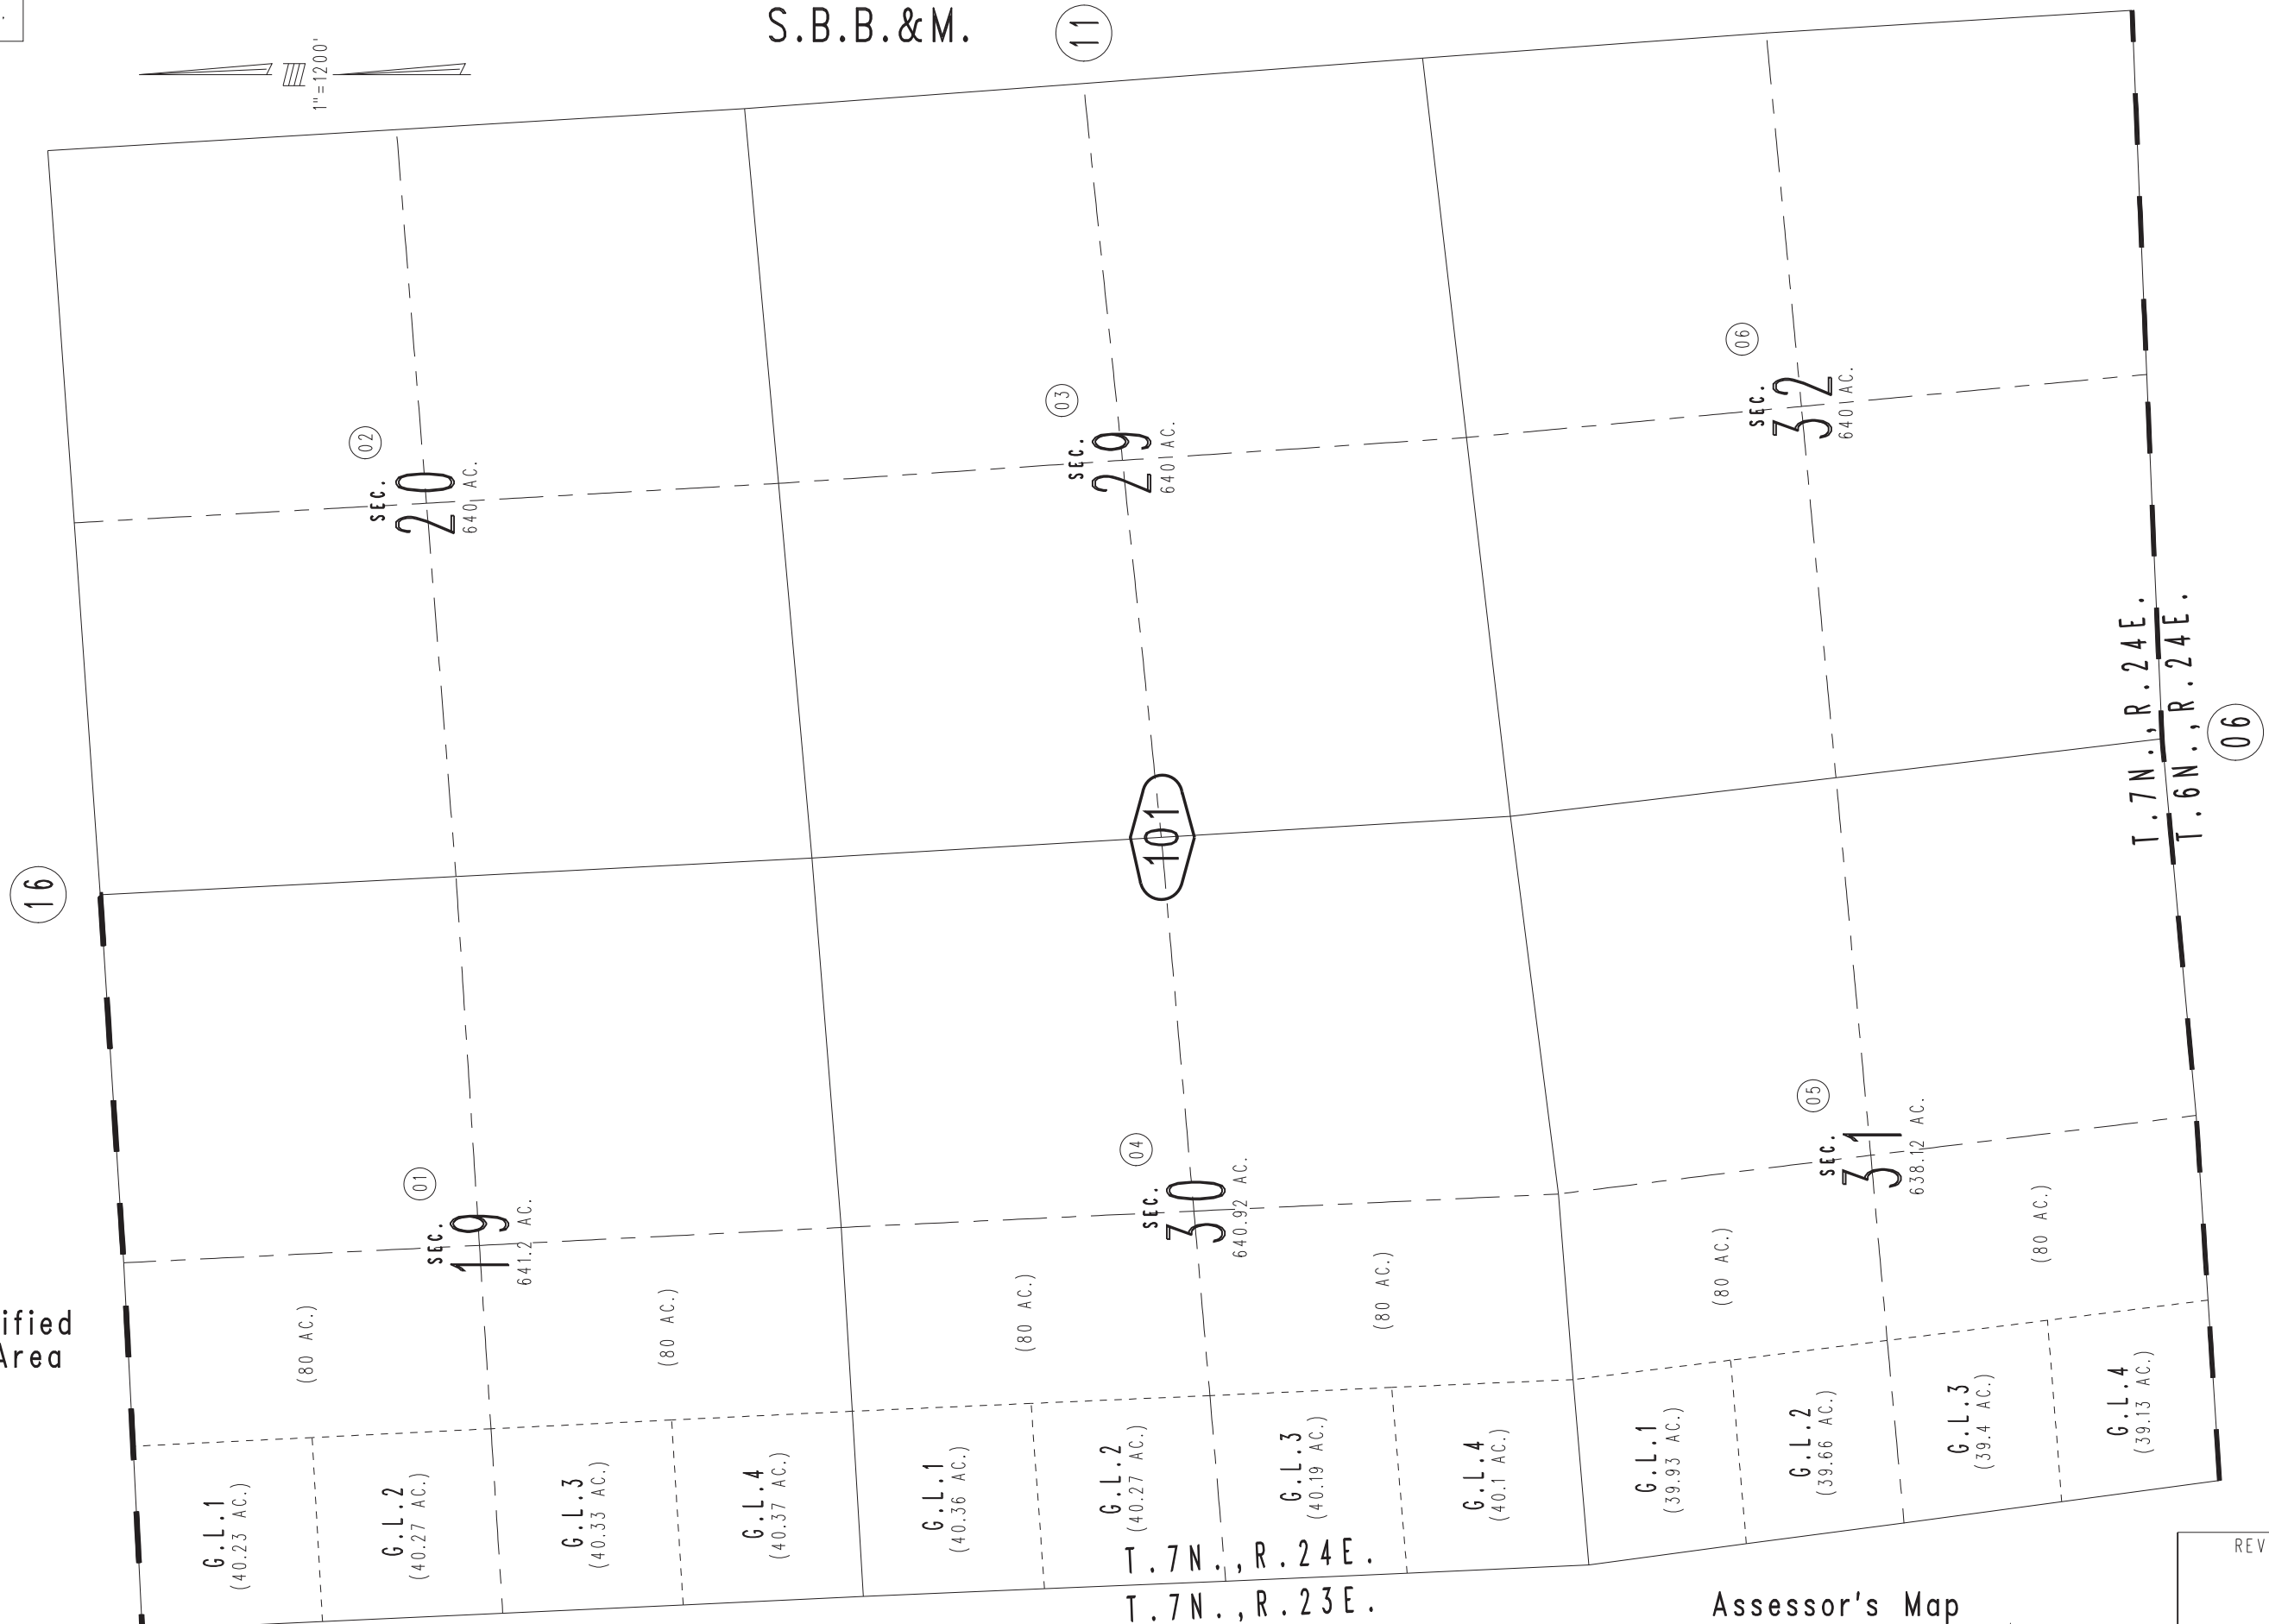 S.B.B.&M.
11
1"=1200'
16
02
SEC.
20
640 AC.
03
SEC.
29
640 AC.
06
SEC.
32
640 AC.
101
T.7N.,R.24E.
T.6N.,R.24E.
06
01
SEC.
19
641.2 AC.
04
SEC.
30
640.92 AC.
05
SEC.
31
638.12 AC.
(80 AC.)
(80 AC.)
(80 AC.)
(80 AC.)
(80 AC.)
(80 AC.)
Area
G.L.1
(40.23 AC.)
G.L.2
(40.27 AC.)
G.L.3
(40.33 AC.)
G.L.4
(40.37 AC.)
G.L.1
(40.36 AC.)
G.L.2
(40.27 AC.)
G.L.3
(40.19 AC.)
G.L.4
(40.1 AC.)
G.L.1
(39.93 AC.)
G.L.2
(39.66 AC.)
G.L.3
(39.4 AC.)
G.L.4
(39.13 AC.)
T.7N.,R.24E.
T.7N.,R.23E.
Assessor's Map
REV